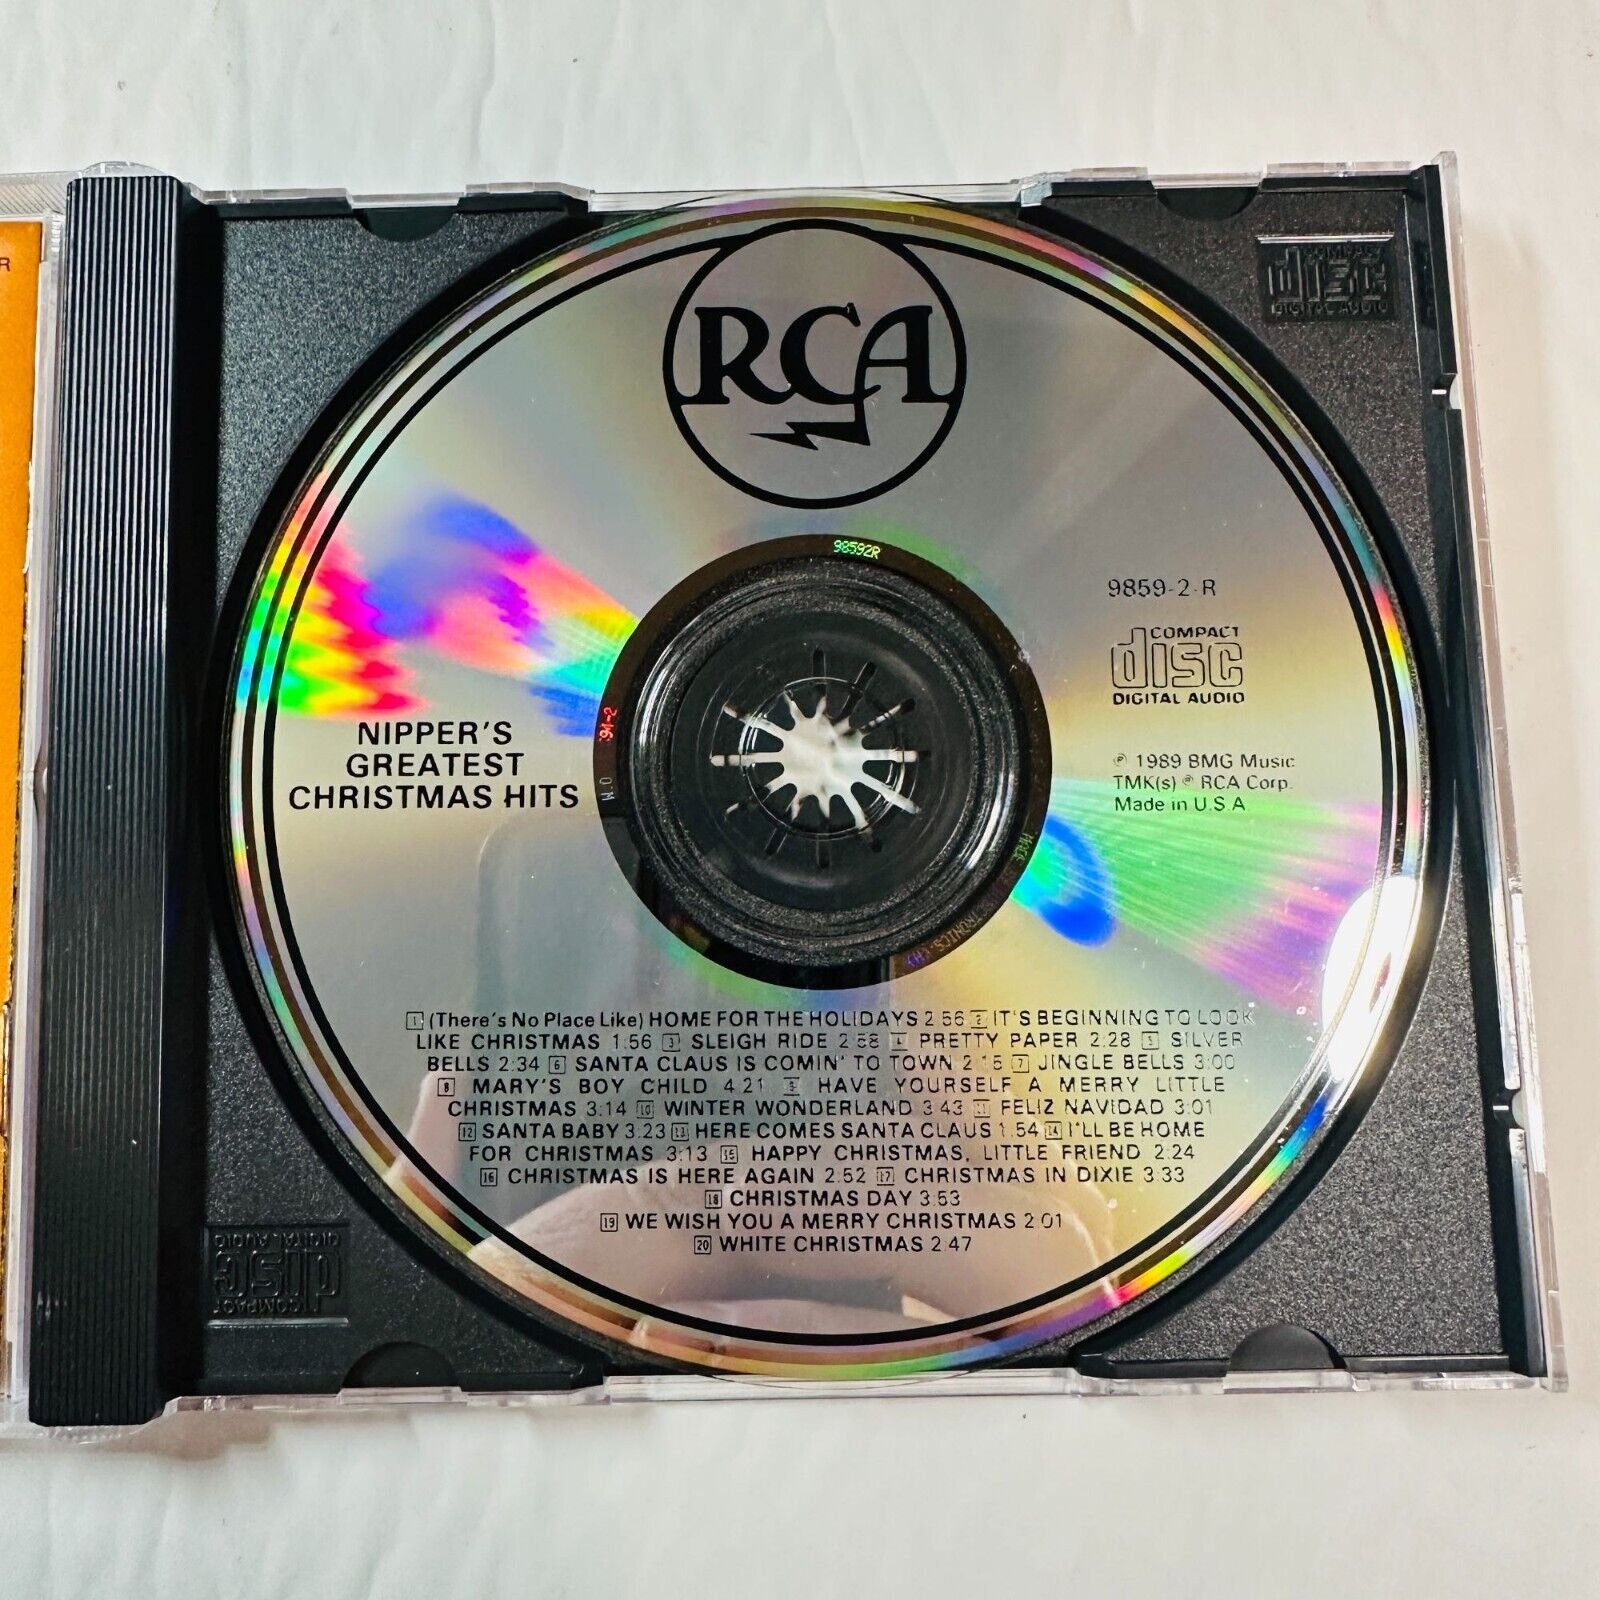 R
RCA
COMPACT
disc
DIGITAL AUDIO
98592R
9859-2-R
COMPACT
disc
DIGITAL AUDIO
NIPPER'S
GREATEST
CHRISTMAS HITS
℗ 1989 BMG Music
TMK(s) ® RCA Corp.
Made in U.S.A
1 (There's No Place Like) HOME FOR THE HOLIDAYS 2:56 2 IT'S BEGINNING TO LOOK
LIKE CHRISTMAS 1:56 3 SLEIGH RIDE 2:58 4 PRETTY PAPER 2:28 5 SILVER
BELLS 2:34 6 SANTA CLAUS IS COMIN' TO TOWN 2:15 7 JINGLE BELLS 3:00
8 MARY'S BOY CHILD 4:21 9 HAVE YOURSELF A MERRY LITTLE
CHRISTMAS 3:14 10 WINTER WONDERLAND 3:43 11 FELIZ NAVIDAD 3:01
12 SANTA BABY 3:23 13 HERE COMES SANTA CLAUS 1:54 14 I'LL BE HOME
FOR CHRISTMAS 3:13 15 HAPPY CHRISTMAS, LITTLE FRIEND 2:24
16 CHRISTMAS IS HERE AGAIN 2:52 17 CHRISTMAS IN DIXIE 3:33
18 CHRISTMAS DAY 3:53
19 WE WISH YOU A MERRY CHRISTMAS 2:01
20 WHITE CHRISTMAS 2:47
COMPACT
disc
DIGITAL AUDIO